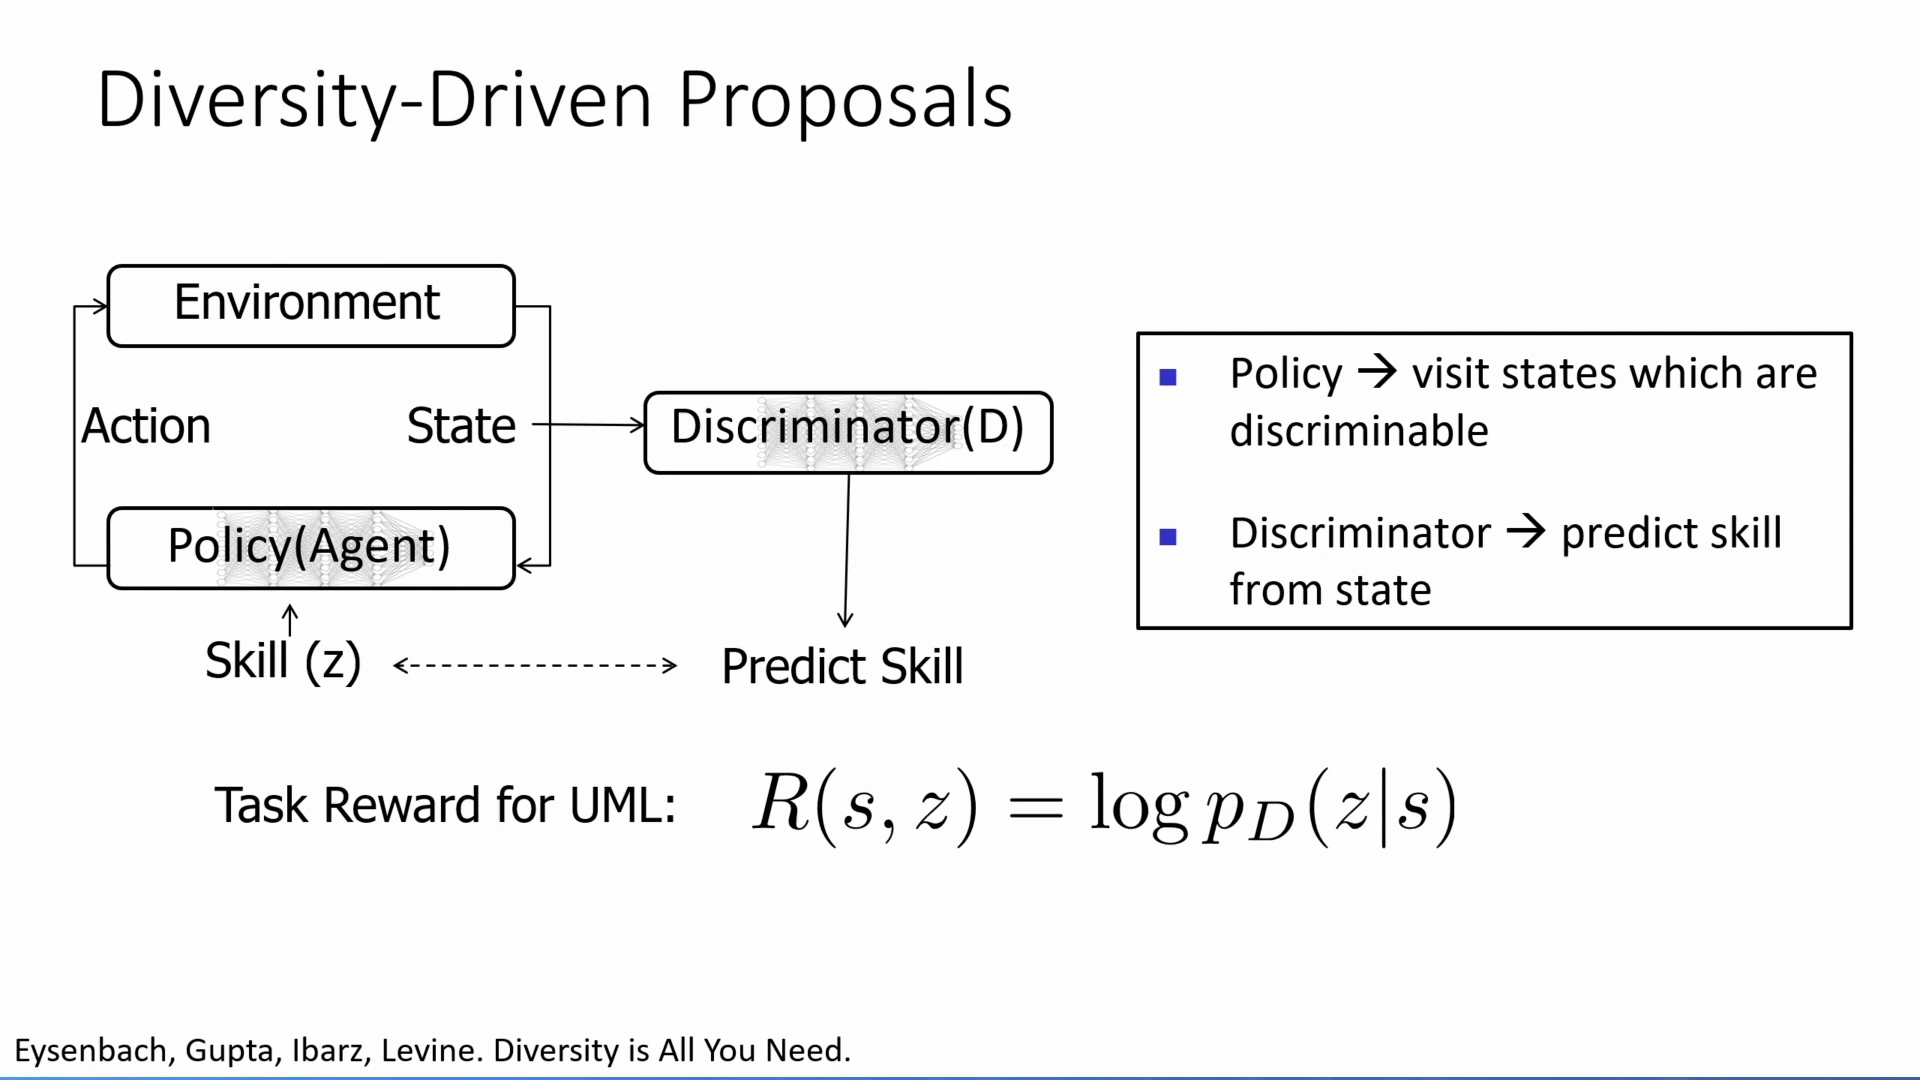 Diversity-Driven Proposals
Environment
Action
State
Discriminator(D)
Policy(Agent)
Skill (z)
Predict Skill
Policy → visit states which are
discriminable
Discriminator → predict skill
from state
Task Reward for UML:
R(s, z) = log p_D(z|s)
Eysenbach, Gupta, Ibarz, Levine. Diversity is All You Need.